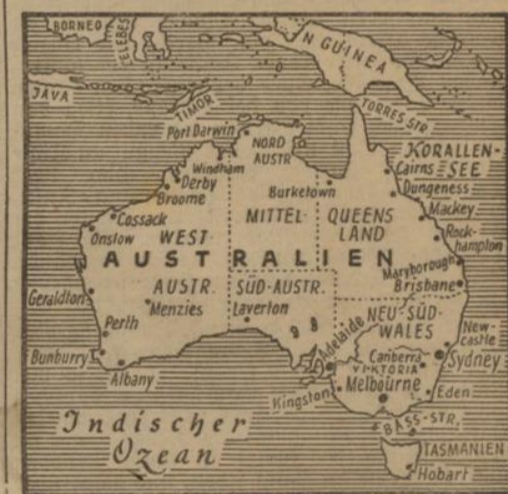 BORNEO
CELEBES
N GUINEA
JAVA
TIMOR
TORRES STR
Port Darwin
NORD
AUSTR
KORALLEN-
SEE
Windham
Derby
Broome
Burketown
Cairns
Dungeness
Mackey
Cossack
Onslow
WEST-
MITTEL-
QUEENS
LAND
Rock-
hampton
AUSTRALIEN
Maryborough
Brisbane
Geraldton
AUSTR.
Menzies
SÜD-AUSTR.
Laverton
NEU-SÜD-
WALES
Perth
Adelaide
New-
castle
Bunburry
Canberra
Sydney
VIKTORIA
Albany
Melbourne
Kingston
Eden
BASS-STR.
Indischer
Ozean
TASMANIEN
Hobart